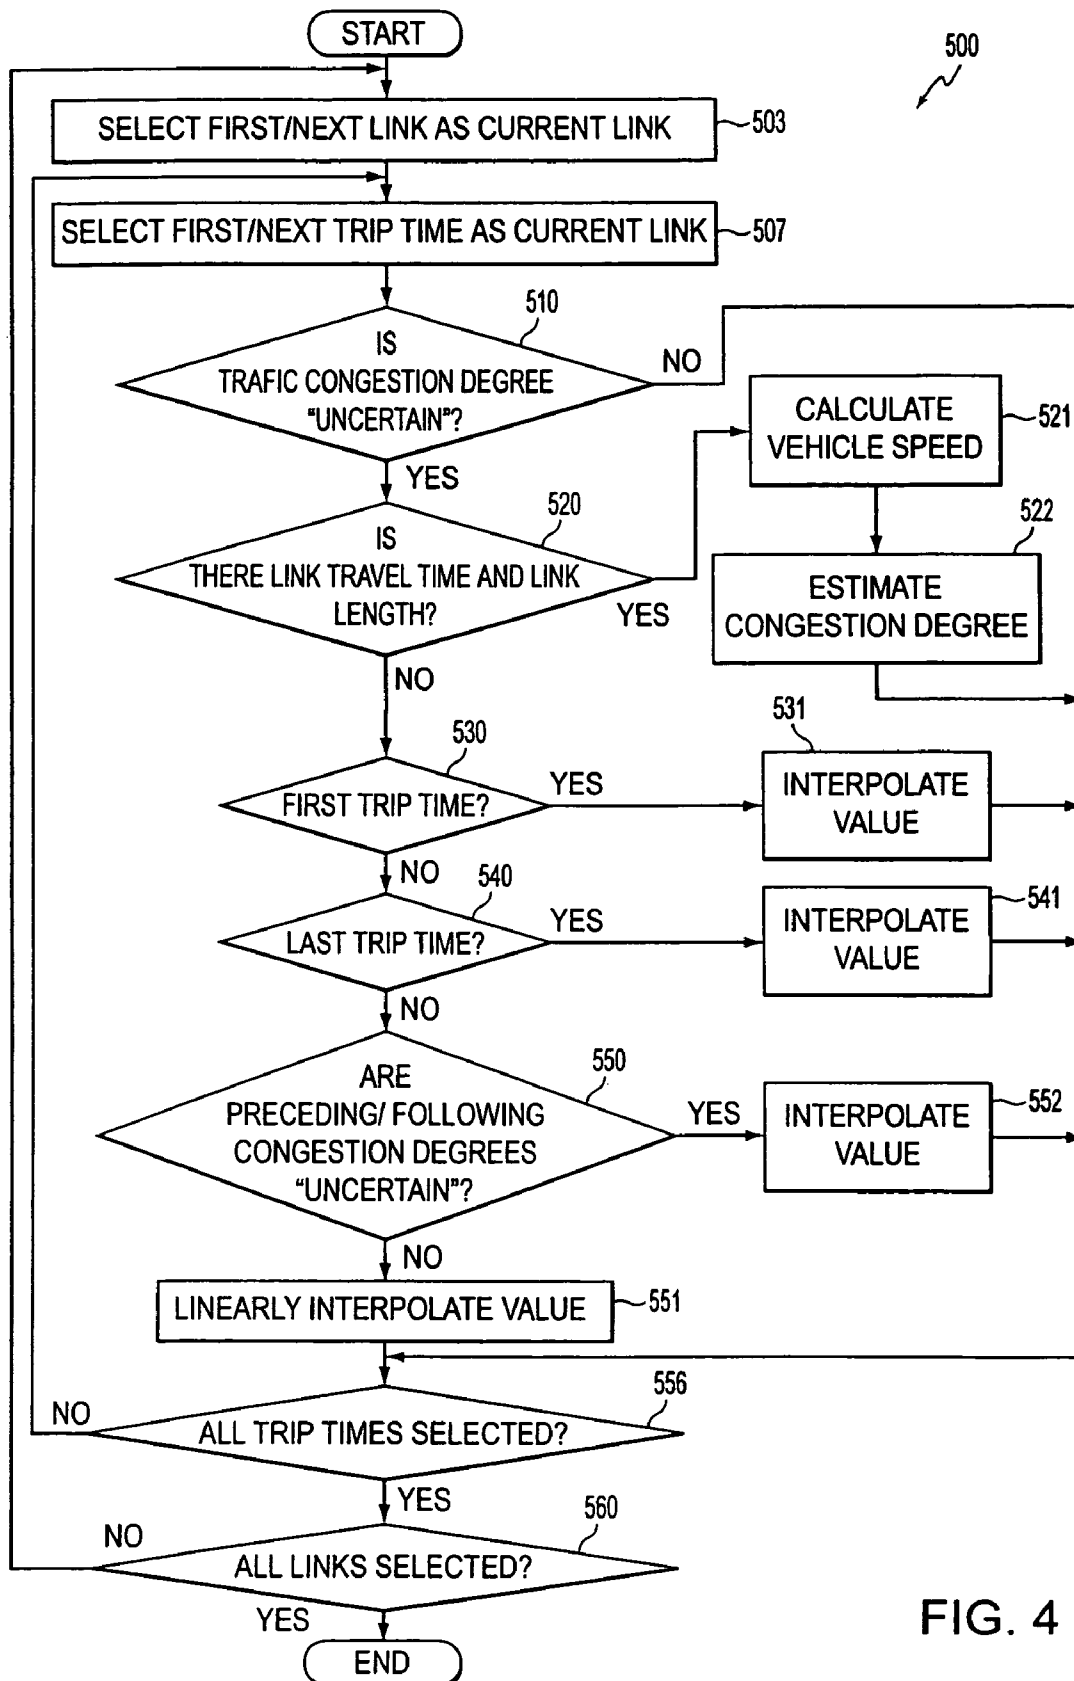 START
500
SELECT FIRST/NEXT LINK AS CURRENT LINK
503
SELECT FIRST/NEXT TRIP TIME AS CURRENT LINK
507
510
IS
TRAFIC CONGESTION DEGREE
"UNCERTAIN"?
NO
YES
CALCULATE
VEHICLE SPEED
521
520
IS
THERE LINK TRAVEL TIME AND LINK
LENGTH?
YES
NO
522
ESTIMATE
CONGESTION DEGREE
530
FIRST TRIP TIME?
YES
NO
531
INTERPOLATE
VALUE
540
LAST TRIP TIME?
YES
NO
541
INTERPOLATE
VALUE
550
ARE
PRECEDING/ FOLLOWING
CONGESTION DEGREES
"UNCERTAIN"?
YES
NO
552
INTERPOLATE
VALUE
LINEARLY INTERPOLATE VALUE
551
556
NO
ALL TRIP TIMES SELECTED?
YES
560
NO
ALL LINKS SELECTED?
YES
END
FIG. 4